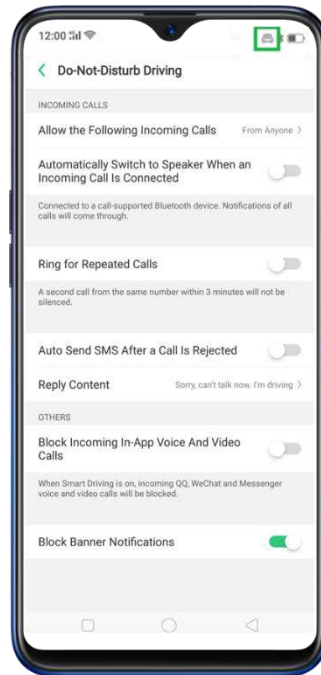 12:00
Do-Not-Disturb Driving
INCOMING CALLS
Allow the Following Incoming Calls From Anyone
Automatically Switch to Speaker When an
Incoming Call Is Connected
Connected to a call-supported Bluetooth device. Notifications of all
calls will come through.
Ring for Repeated Calls
A second call from the same number within 3 minutes will not be
silenced.
Auto Send SMS After a Call Is Rejected
Reply Content Sorry, can't talk now. I'm driving
OTHERS
Block Incoming In-App Voice And Video
Calls
When Smart Driving is on, incoming QQ, WeChat and Messenger
voice and video calls will be blocked.
Block Banner Notifications